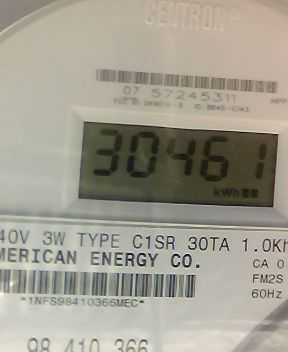 CENTRON®
07 57245311
30461
kWh
40V 3W TYPE C1SR 30TA 1.0Kh
MERICAN ENERGY CO.
CA 0
FM2S
60Hz
*1NFS98410366MEC*
98 410 366